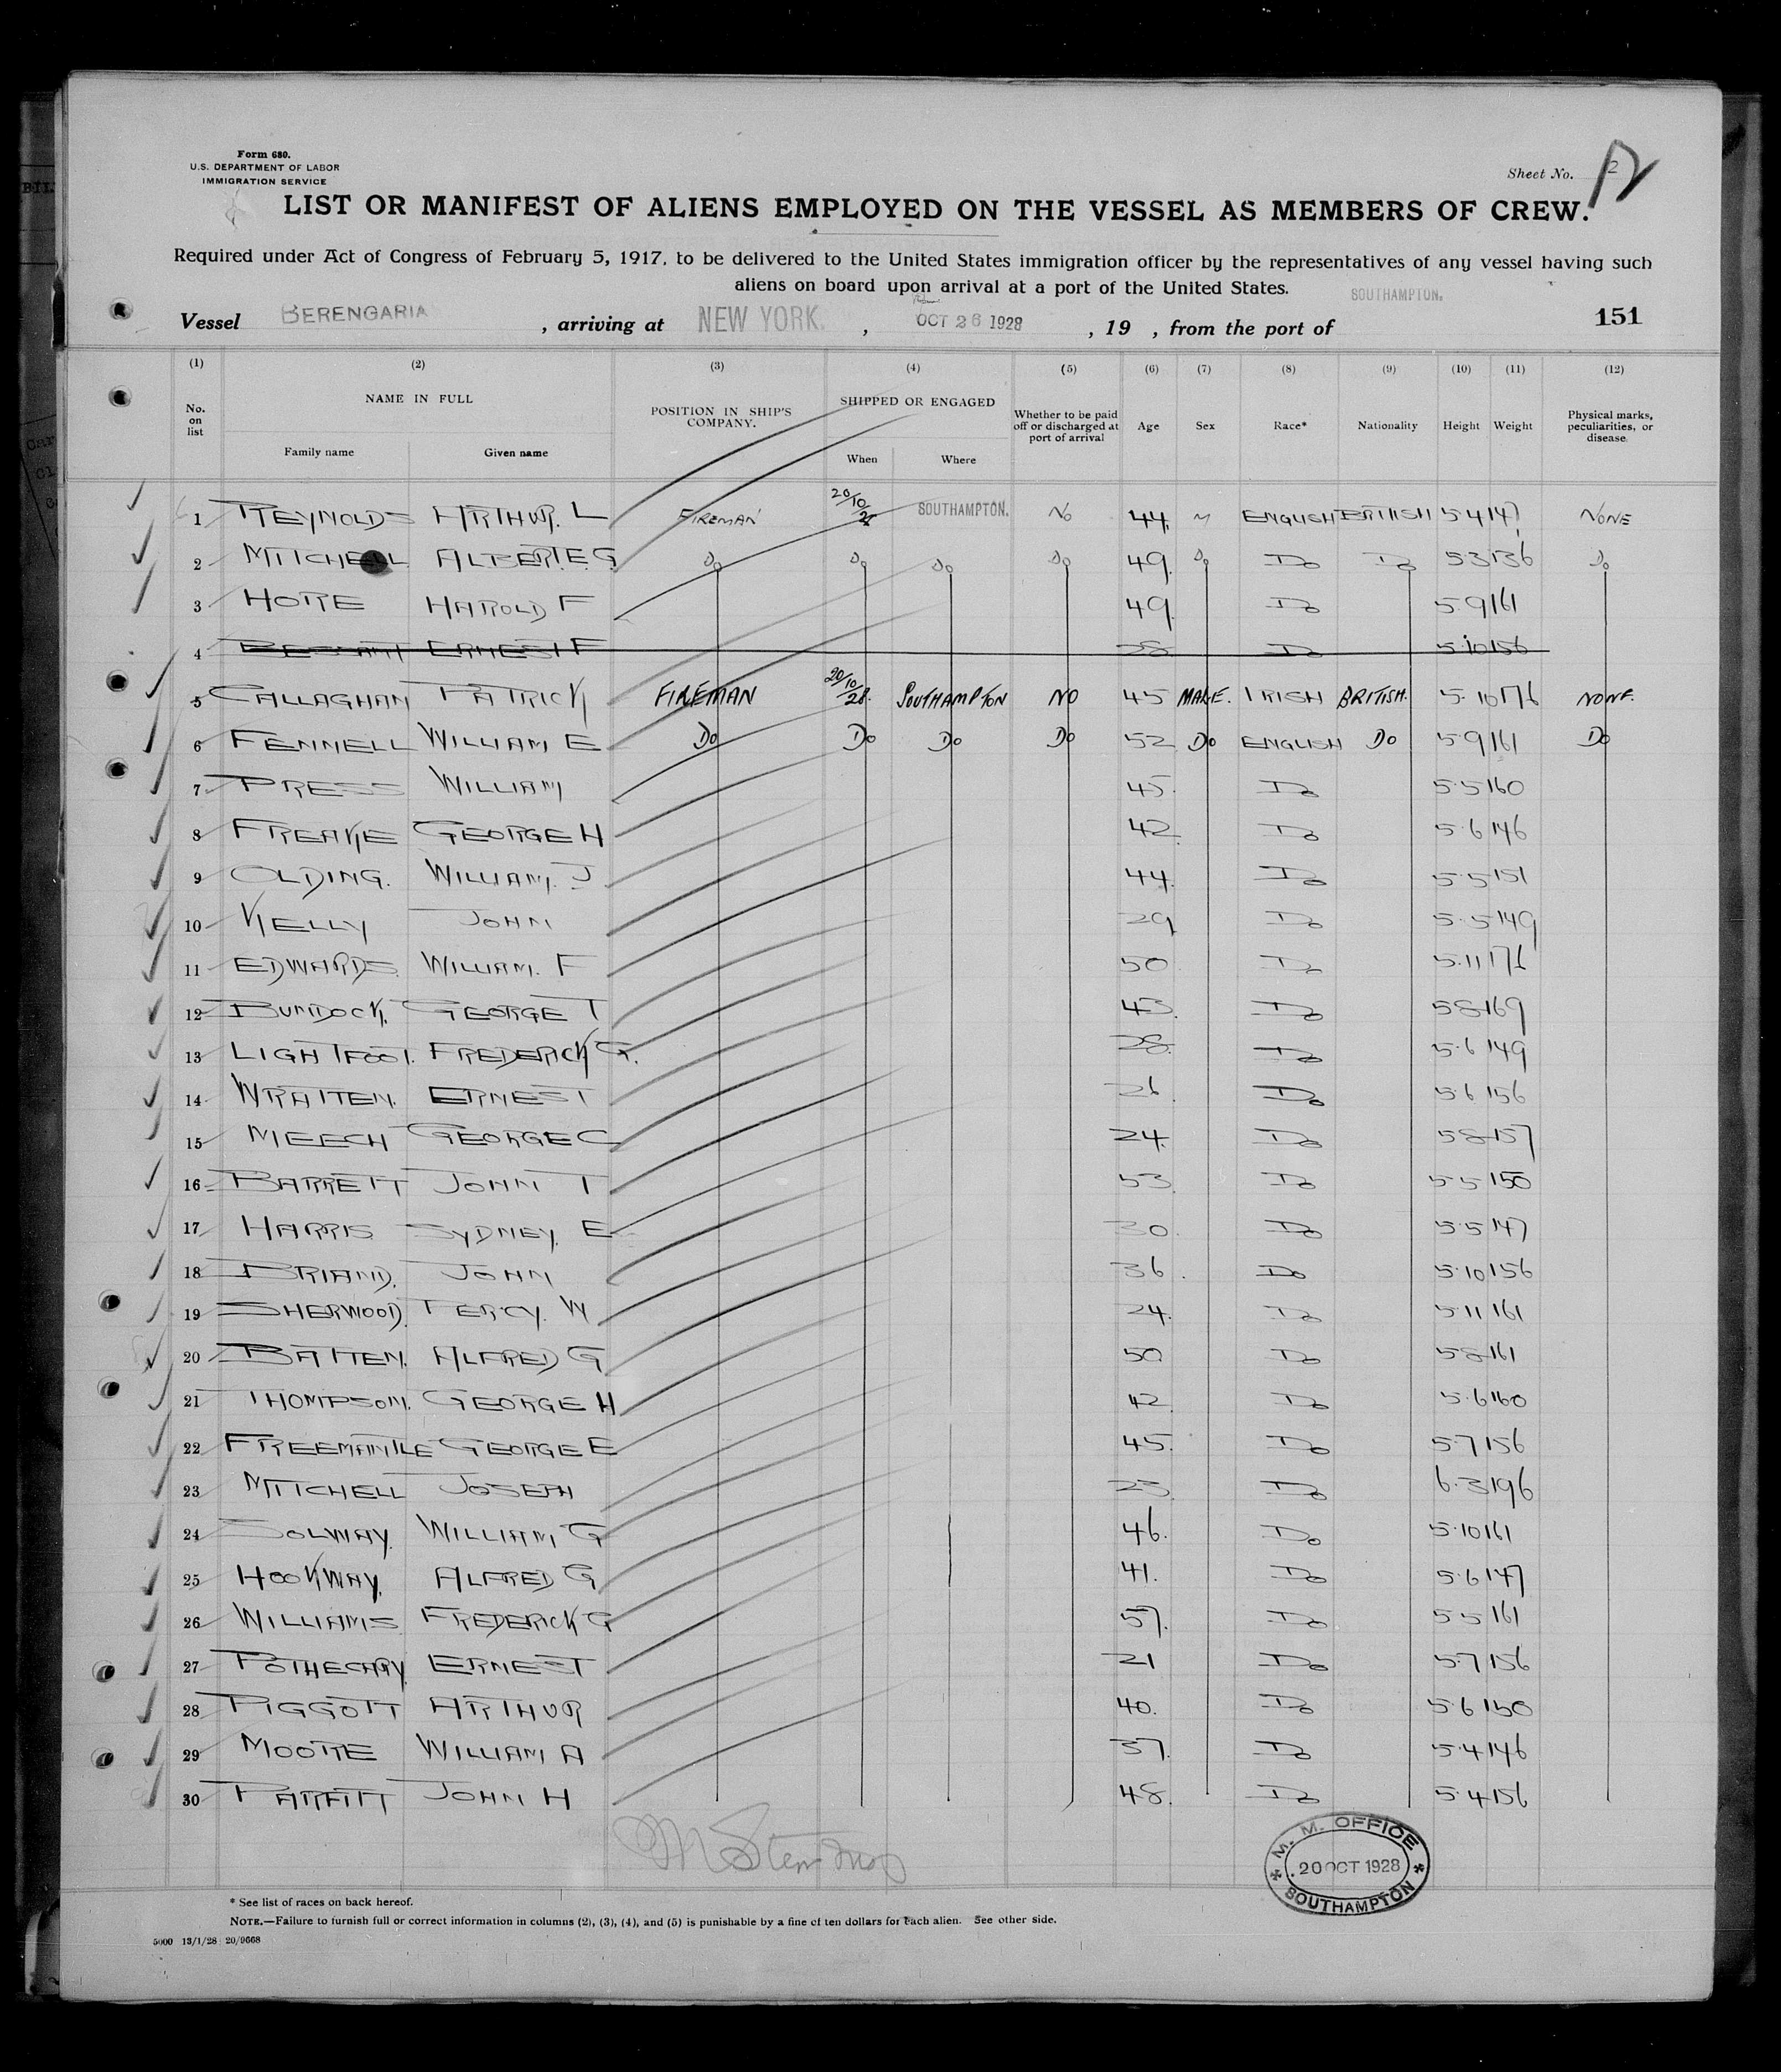 Form 680.
U.S. DEPARTMENT OF LABOR
IMMIGRATION SERVICE
Sheet No. 2
12
LIST OR MANIFEST OF ALIENS EMPLOYED ON THE VESSEL AS MEMBERS OF CREW.
Required under Act of Congress of February 5, 1917, to be delivered to the United States immigration officer by the representatives of any vessel having such
aliens on board upon arrival at a port of the United States.
Vessel BERENGARIA , arriving at NEW YORK. , OCT 26 1928 , 19 , from the port of SOUTHAMPTON. 151
(1) (2) (3) (4) (5) (6) (7) (8) (9) (10) (11) (12)
No. on list NAME IN FULL Family name Given name POSITION IN SHIP'S COMPANY. SHIPPED OR ENGAGED When Where Whether to be paid off or discharged at port of arrival Age Sex Race* Nationality Height Weight Physical marks, peculiarities, or disease
1 REYNOLDS ARTHUR. L FIREMAN 20/10/28 SOUTHAMPTON. NO 44. M ENGLISH BRITISH 5 4 147 NONE
2 MITCHELL ALBERT. E G Do Do Do Do 49. Do Do Do 5 3 136 Do
3 HORE HAROLD F 49. Do 5 9 161
4 ERNEST F 28 Do 5 10 156
5 CALLAGHAN PATRICK FIREMAN 20/10/28. SOUTHAMPTON NO 45 MALE. IRISH BRITISH. 5. 10 176 NONE.
6 FENNELL WILLIAM E Do Do Do Do 52 Do ENGLISH Do 5 9 161 Do
7 PRESS WILLIAM 45. Do 5.5 160
8 FREAKE GEORGE H 42 Do 5.6 146
9 OLDING. WILLIAM. J 44. Do 5.5 151
10 KELLY JOHN 29 Do 5.5 149
11 EDWARDS. WILLIAM. F 50 Do 5.11 176
12 BUNDOCK. GEORGE T 43. Do 5 8 169
13 LIGHTFOOT. FREDERICK G. 28. Do 5.6 149
14 WRAITEN. ERNEST 26. Do 5.6 156
15 MEECH GEORGE C 24. Do 5 8 157
16 BARRETT JOHN T 53. Do 5 5 150
17 HARRIS SYDNEY. E 30. Do 5.5 147
18 BRIAND. JOHN 36. Do 5.10 156
19 SHERWOOD. PERCY. W 24. Do 5.11 161
20 BATTEN. ALFRED G 50 Do 5 8 161
21 THOMPSON. GEORGE H 42 Do 5.6 160
22 FREEMANTLE GEORGE E 45. Do 5.7 156
23 MITCHELL JOSEPH 23. Do 6.3 196
24 SOLWAY. WILLIAM G 46. Do 5.10 161
25 HOOKWAY. ALFRED G 41. Do 5.6 147
26 WILLIAMS FREDERICK G 57. Do 5 5 161
27 POTHECARY ERNEST 21 Do 5.7 156
28 PIGGOTT ARTHUR 40. Do 5.6 150
29 MOORE WILLIAM A 37. Do 5.4 146
30 PARFITT JOHN H 48. Do 5.4 156
M. M. OFFICE
20 OCT 1928
SOUTHAMPTON
* See list of races on back hereof.
NOTE.—Failure to furnish full or correct information in columns (2), (3), (4), and (5) is punishable by a fine of ten dollars for each alien. See other side.
5000 13/1/28 20/9668